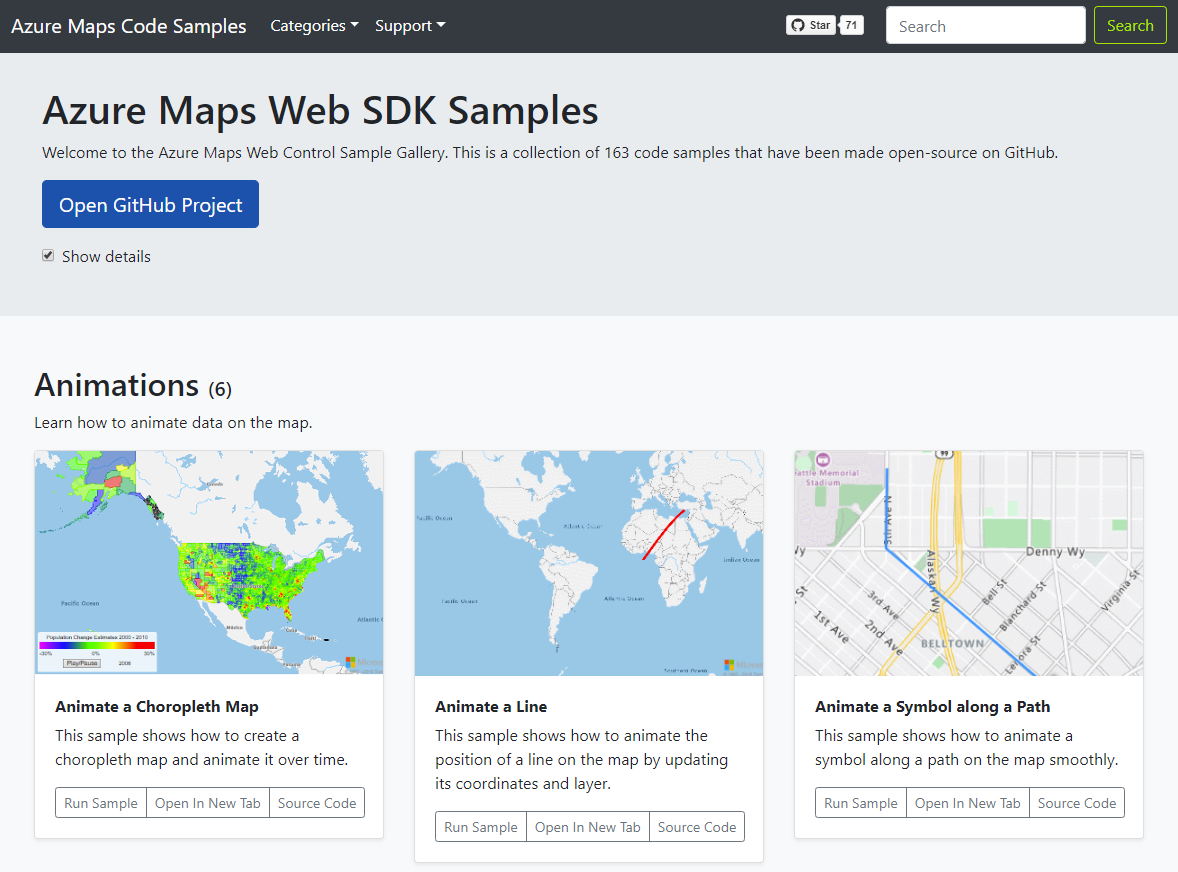 Azure Maps Code Samples Categories Support Star 71 Search Search
Azure Maps Web SDK Samples
Welcome to the Azure Maps Web Control Sample Gallery. This is a collection of 163 code samples that have been made open-source on GitHub.
Open GitHub Project
Show details
Animations (6)
Learn how to animate data on the map.
Canada
Pacific Ocean
Atlantic
México
Cuba
Population Change Estimates 2000 - 2010
-30% 0% 30%
Play/Pause 2008
Animate a Choropleth Map
This sample shows how to create a
choropleth map and animate it over time.
Run Sample Open In New Tab Source Code
Pacific Ocean
Atlantic Ocean
Indian Ocean
Pacific Ocean
Atlantic Ocean
Southern Ocean
Animate a Line
This sample shows how to animate the
position of a line on the map by updating
its coordinates and layer.
Run Sample Open In New Tab Source Code
99
eattle Memorial
Stadium
5th Ave N
Denny Wy
Alaskan Wy
Bell St
Blanchard St
Virginia St
3rd Ave
1st Ave
2nd Ave
BELLTOWN
Lenora St
Animate a Symbol along a Path
This sample shows how to animate a
symbol along a path on the map smoothly.
Run Sample Open In New Tab Source Code